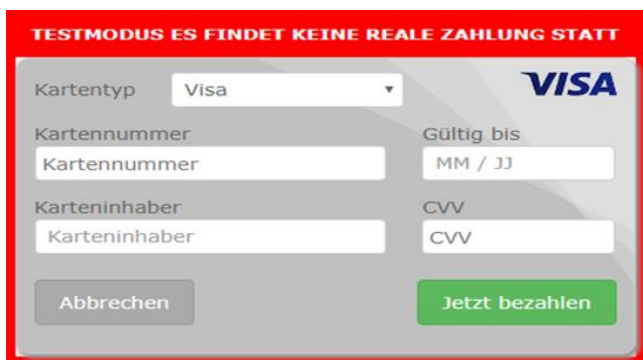 TESTMODUS ES FINDET KEINE REALE ZAHLUNG STATT
Kartentyp Visa VISA
Kartennummer Gültig bis
Kartennummer MM / JJ
Karteninhaber CVV
Karteninhaber CVV
Abbrechen Jetzt bezahlen